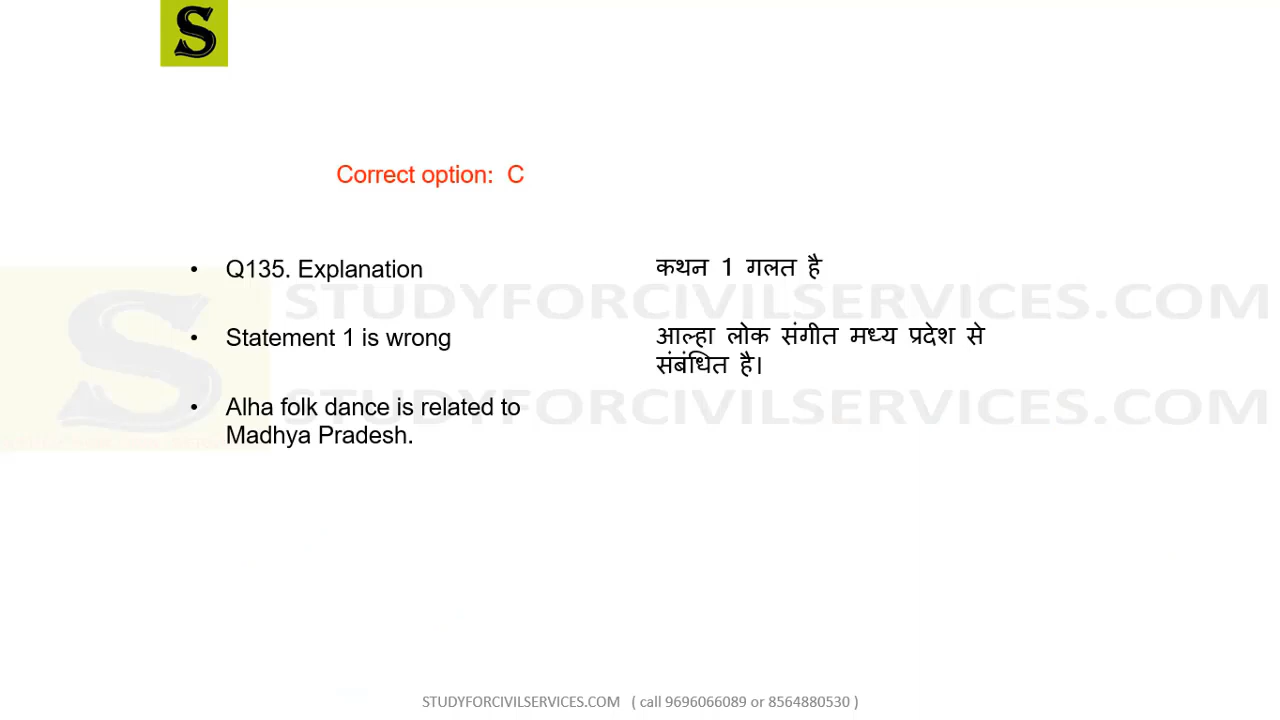 S
Correct option: C
• Q135. Explanation
• Statement 1 is wrong
• Alha folk dance is related to
Madhya Pradesh.
कथन 1 गलत है
आल्हा लोक संगीत मध्य प्रदेश से
संबंधित है।
STUDYFORCIVILSERVICES.COM
STUDYFORCIVILSERVICES.COM
S
STUDYFORCIVILSERVICES.COM ( call 9696066089 or 8564880530 )